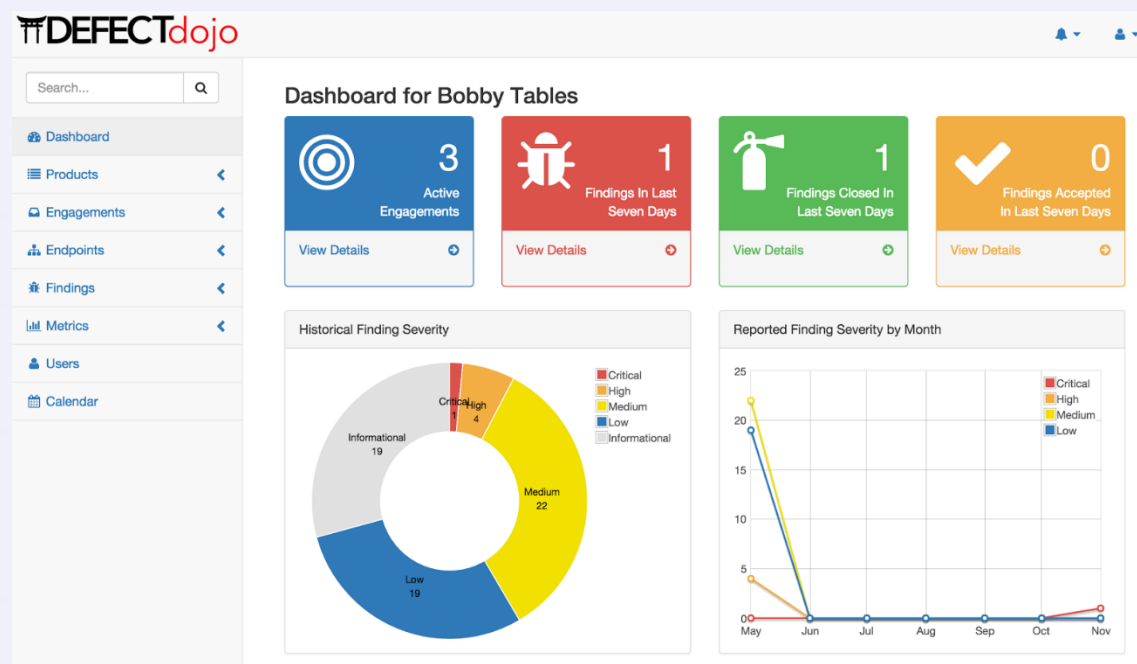 DEFECTdojo
Search...
Dashboard
Products
Engagements
Endpoints
Findings
Metrics
Users
Calendar
Dashboard for Bobby Tables
3
Active
Engagements
View Details
1
Findings In Last
Seven Days
View Details
1
Findings Closed In
Last Seven Days
View Details
0
Findings Accepted
In Last Seven Days
View Details
Historical Finding Severity
Critical
1
High
4
Medium
22
Low
19
Informational
19
Critical
High
Medium
Low
Informational
Reported Finding Severity by Month
25
20
15
10
5
0
May Jun Jul Aug Sep Oct Nov
Critical
High
Medium
Low